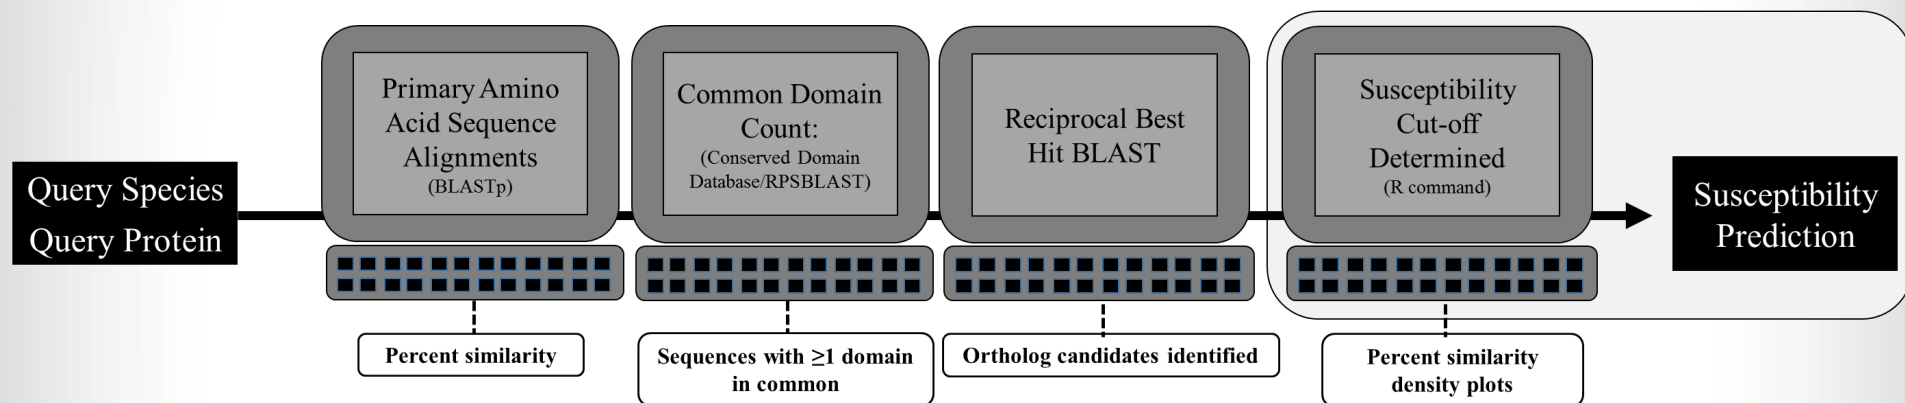 Query Species
Query Protein
Primary Amino
Acid Sequence
Alignments
(BLASTp)
Percent similarity
Common Domain
Count:
(Conserved Domain
Database/RPSBLAST)
Sequences with ≥1 domain
in common
Reciprocal Best
Hit BLAST
Ortholog candidates identified
Susceptibility
Cut-off
Determined
(R command)
Percent similarity
density plots
Susceptibility
Prediction